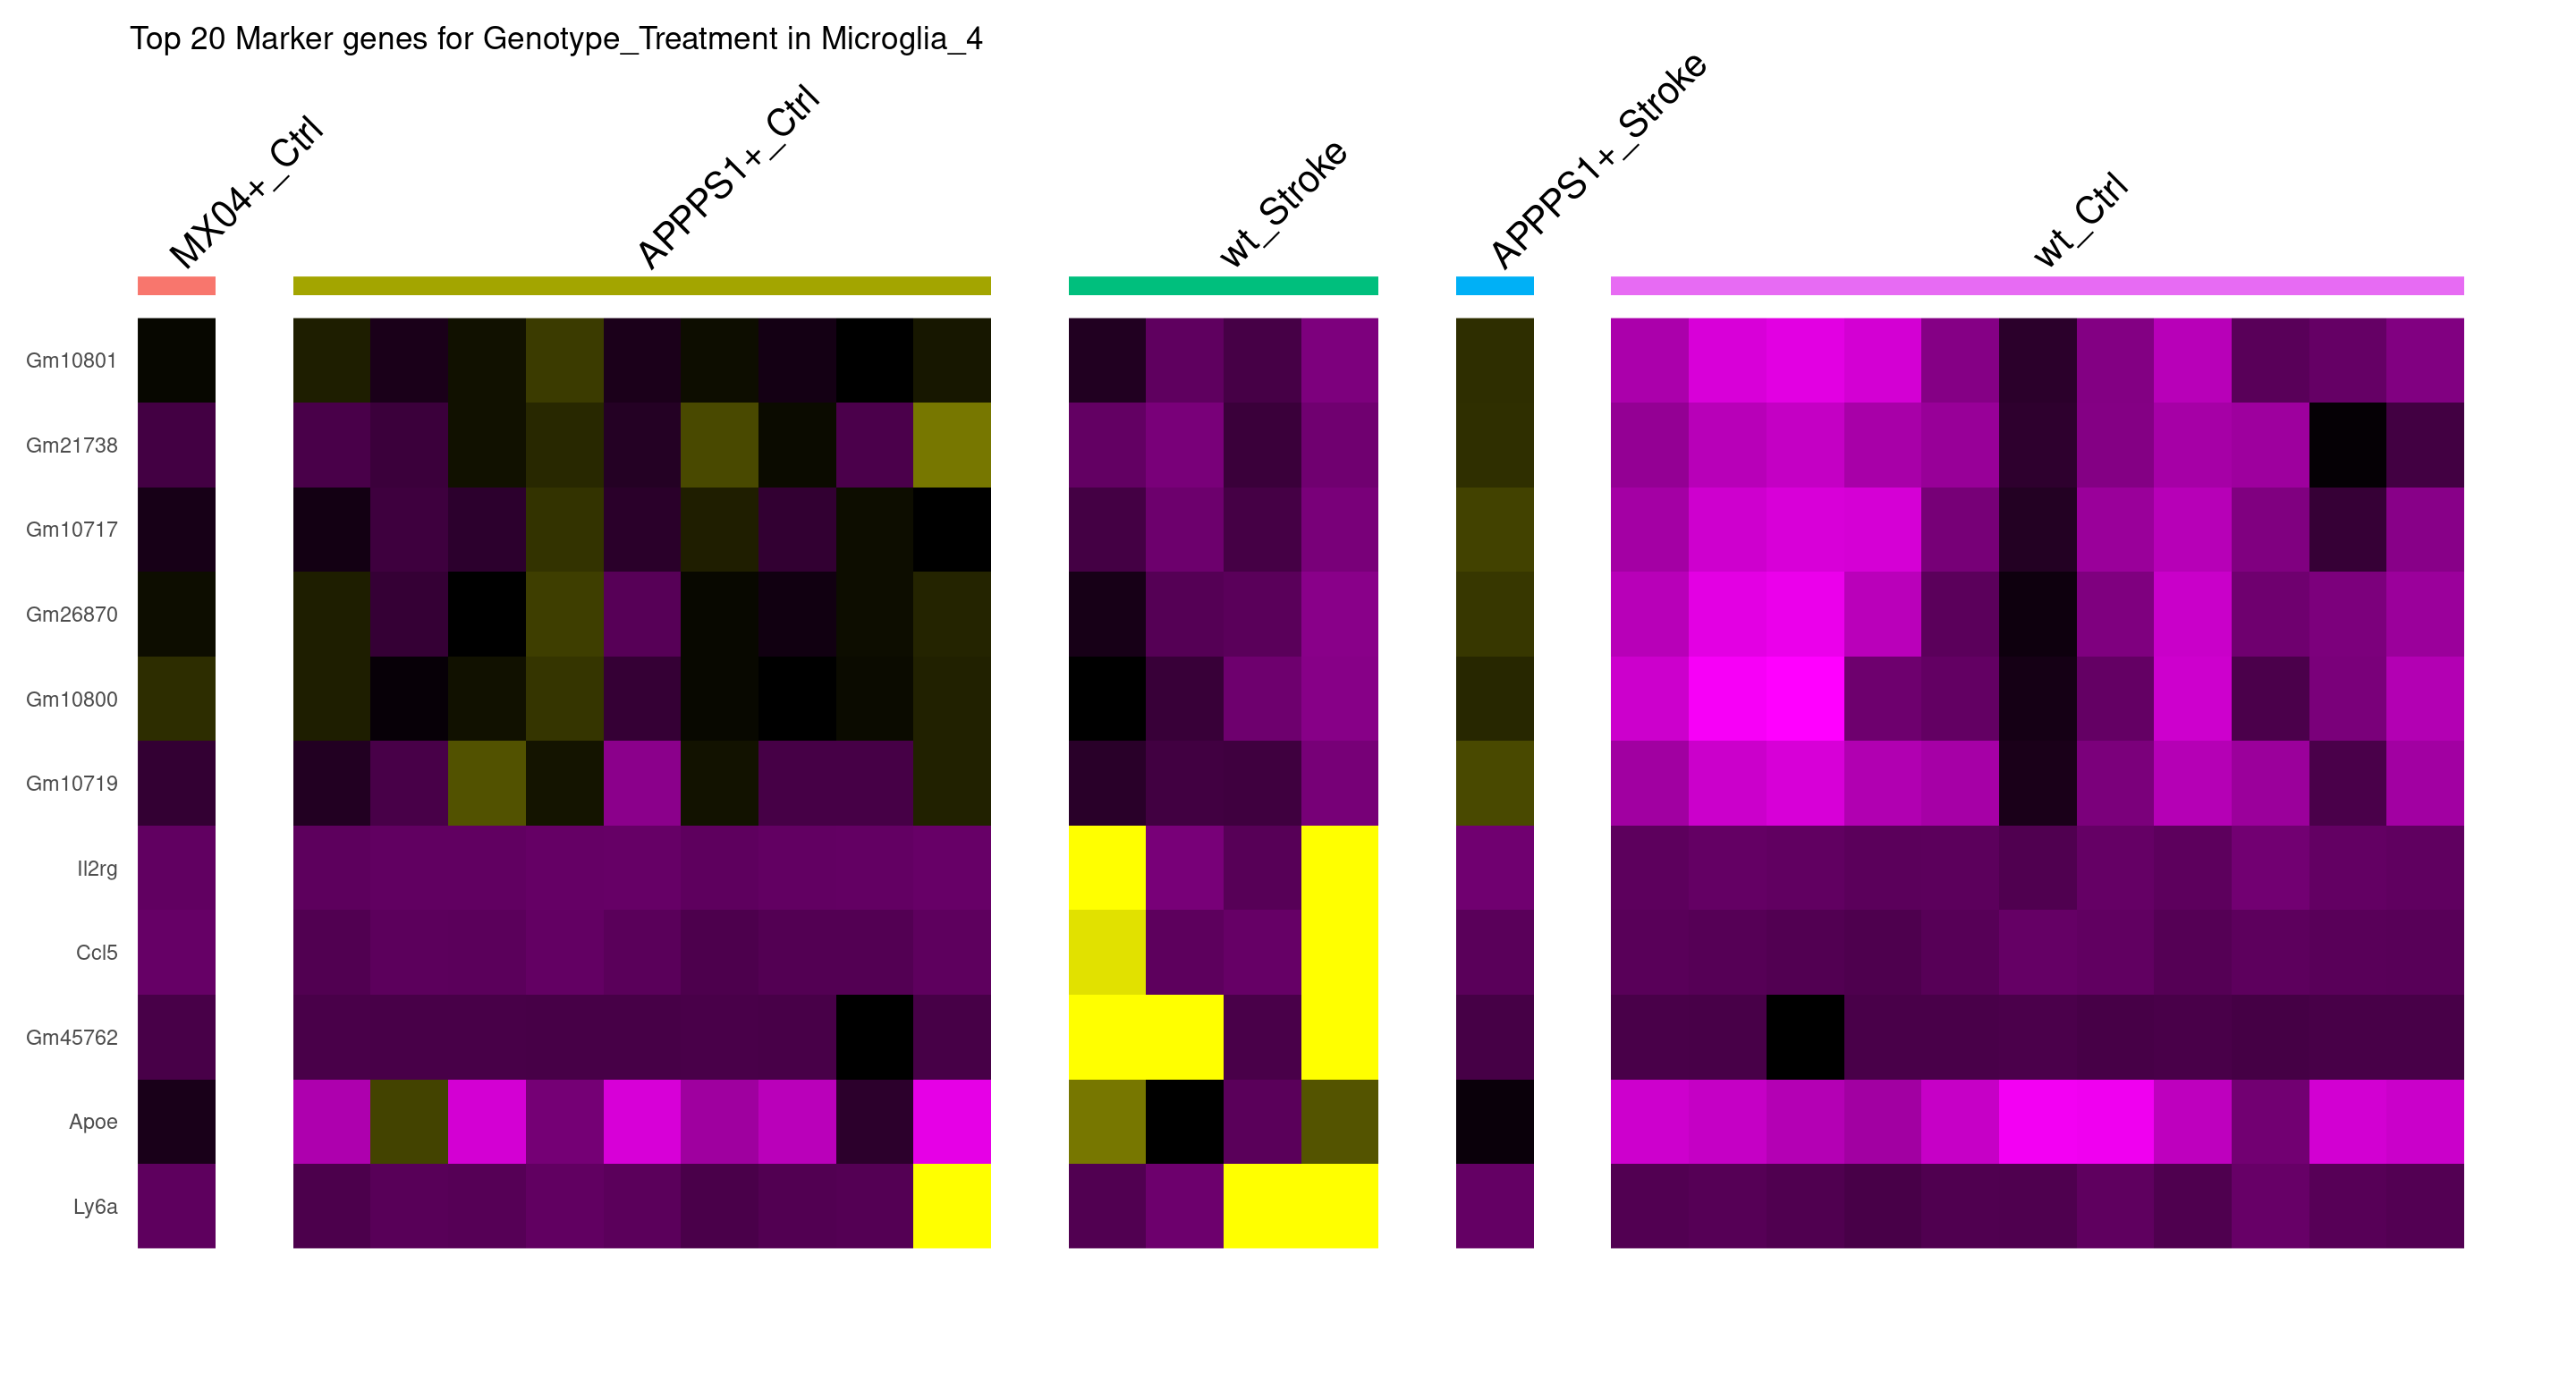 Top 20 Marker genes for Genotype_Treatment in Microglia_4
MX04+_Ctrl
APPPS1+_Ctrl
wt_Stroke
APPPS1+_Stroke
wt_Ctrl
Gm10801
Gm21738
Gm10717
Gm26870
Gm10800
Gm10719
Il2rg
Ccl5
Gm45762
Apoe
Ly6a